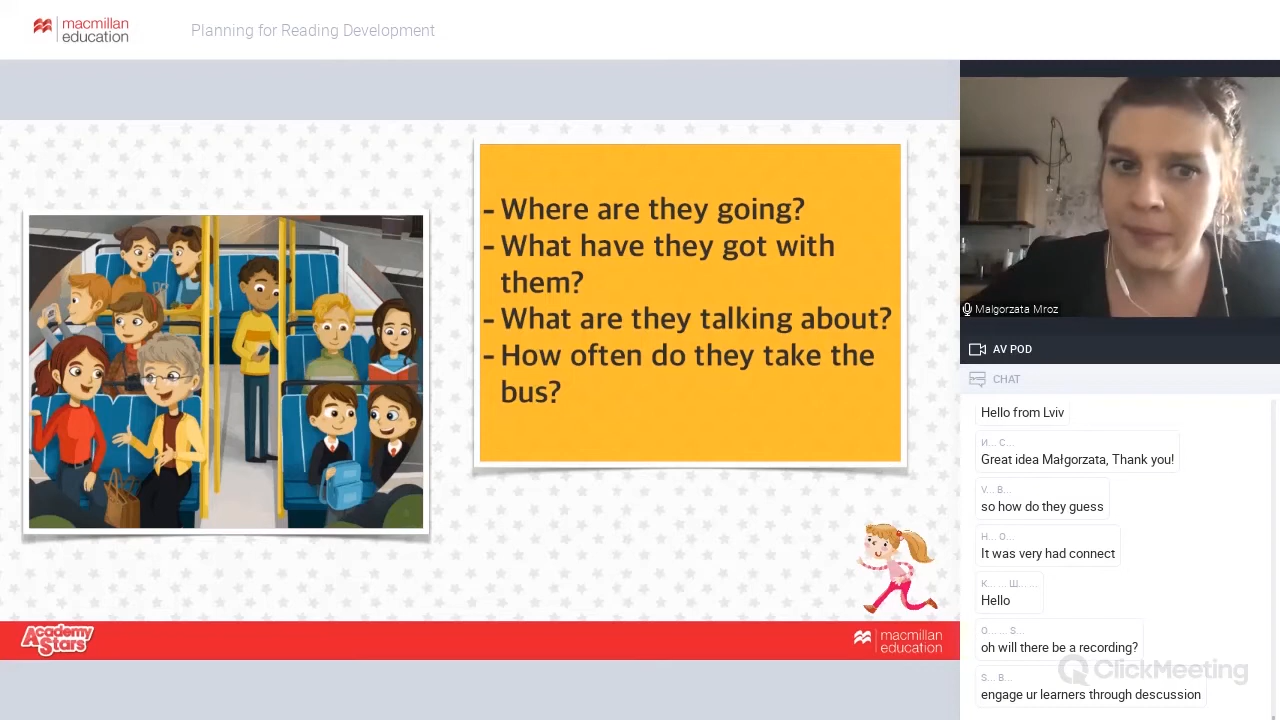 macmillan
education
Planning for Reading Development
- Where are they going?
- What have they got with
them?
- What are they talking about?
- How often do they take the
bus?
Academy
Stars
macmillan
education
Malgorzata Mroz
AV POD
CHAT
Hello from Lviv
И... С...
Great idea Małgorzata, Thank you!
V... B...
so how do they guess
Н... О...
It was very had connect
К... ... Ш... ...
Hello
O... ... S...
oh will there be a recording?
ClickMeeting
S... B...
engage ur learners through descussion